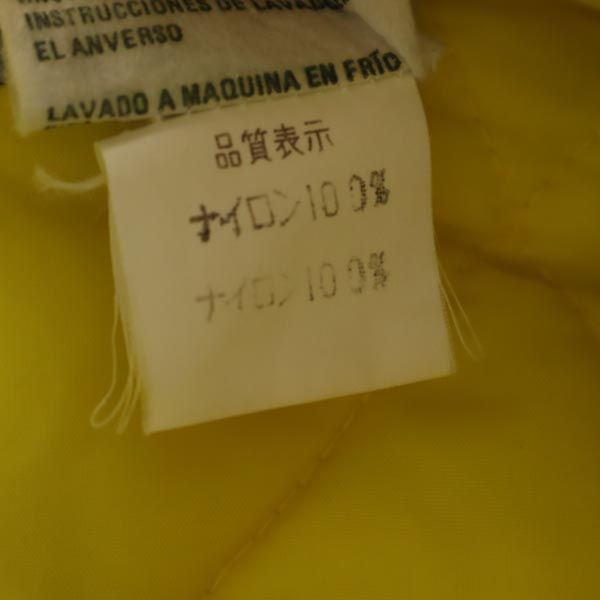 INSTRUCCIONES DE LAVADO
EL ANVERSO
LAVADO A MAQUINA EN FRÍO
品質表示
ナイロン100%
ナイロン100%